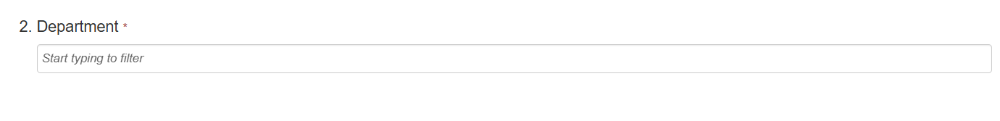 2. Department *
Start typing to filter